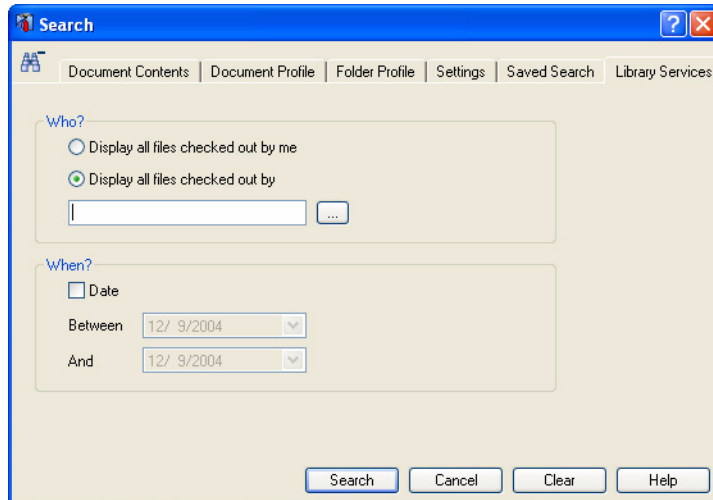 Search
Document Contents | Document Profile | Folder Profile | Settings | Saved Search | Library Services
Who?
Display all files checked out by me
Display all files checked out by
...
When?
Date
Between 12/ 9/2004
And 12/ 9/2004
Search Cancel Clear Help